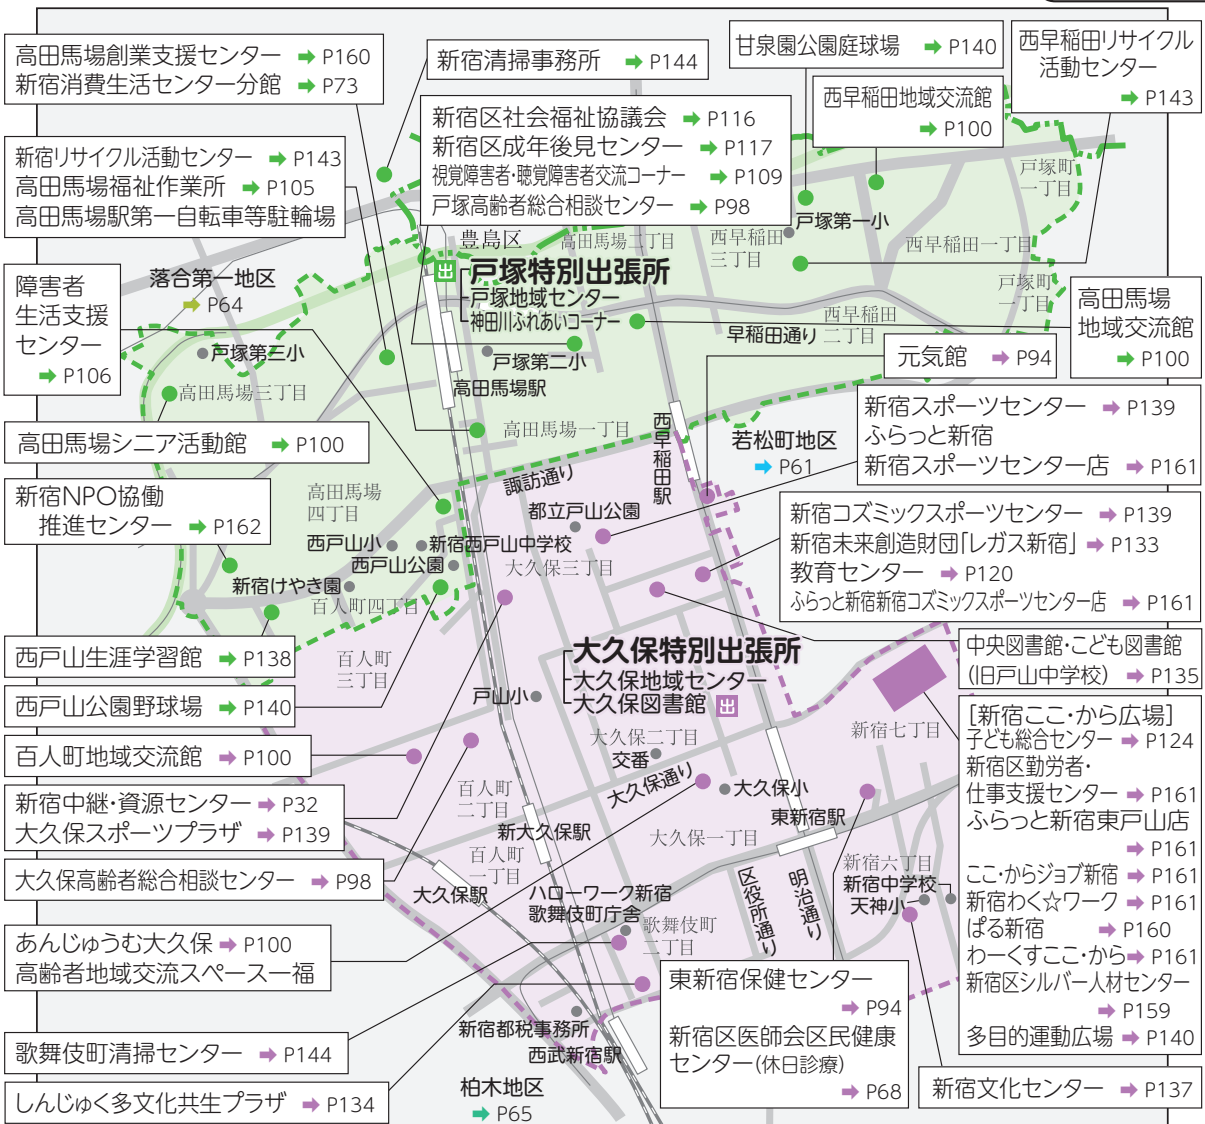 高田馬場創業支援センター ➡ P160
新宿消費生活センター分館 ➡ P73
新宿清掃事務所 ➡ P144
甘泉園公園庭球場 ➡ P140
西早稲田リサイクル
活動センター
➡ P143
西早稲田地域交流館
➡ P100
新宿区社会福祉協議会 ➡ P116
新宿区成年後見センター ➡ P117
視覚障害者・聴覚障害者交流コーナー ➡ P109
戸塚高齢者総合相談センター ➡ P98
新宿リサイクル活動センター ➡ P143
高田馬場福祉作業所 ➡ P105
高田馬場駅第一自転車等駐輪場
戸塚町
一丁目
戸塚第一小
豊島区
高田馬場二丁目
西早稲田
三丁目
西早稲田一丁目
落合第一地区
➡ P64
出
戸塚特別出張所
戸塚地域センター
神田川ふれあいコーナー
戸塚町
一丁目
障害者
生活支援
センター
➡ P106
高田馬場
地域交流館
➡ P100
西早稲田
二丁目
早稲田通り
戸塚第三小
戸塚第二小
高田馬場駅
元気館 ➡ P94
高田馬場三丁目
新宿スポーツセンター ➡ P139
ふらっと新宿
新宿スポーツセンター店 ➡ P161
高田馬場シニア活動館 ➡ P100
高田馬場一丁目
西早稲田駅
若松町地区
➡ P61
諏訪通り
新宿NPO協働
推進センター ➡ P162
高田馬場
四丁目
都立戸山公園
新宿コズミックスポーツセンター ➡ P139
新宿未来創造財団「レガス新宿」 ➡ P133
教育センター ➡ P120
ふらっと新宿新宿コズミックスポーツセンター店 ➡ P161
西戸山小
新宿西戸山中学校
西戸山公園
大久保三丁目
新宿けやき園
百人町四丁目
西戸山生涯学習館 ➡ P138
百人町
三丁目
大久保特別出張所
大久保地域センター
大久保図書館
出
中央図書館・こども図書館
(旧戸山中学校) ➡ P135
西戸山公園野球場 ➡ P140
戸山小
新宿七丁目
[新宿ここ・から広場]
子ども総合センター ➡ P124
新宿区勤労者・
仕事支援センター ➡ P161
ふらっと新宿東戸山店
➡ P161
ここ・からジョブ新宿 ➡ P161
新宿わく☆ワーク ➡ P161
ぱる新宿 ➡ P160
わーくすここ・から ➡ P161
新宿区シルバー人材センター
➡ P159
多目的運動広場 ➡ P140
百人町地域交流館 ➡ P100
大久保二丁目
交番
大久保通り
百人町
二丁目
大久保小
新宿中継・資源センター ➡ P32
大久保スポーツプラザ ➡ P139
新大久保駅
東新宿駅
大久保一丁目
百人町
一丁目
大久保高齢者総合相談センター ➡ P98
大久保駅
新宿六丁目
新宿中学校
天神小
区役所通り
明治通り
ハローワーク新宿
歌舞伎町庁舎
歌舞伎町
二丁目
あんじゅうむ大久保 ➡ P100
高齢者地域交流スペース一福
東新宿保健センター
➡ P94
新宿区医師会区民健康
センター(休日診療)
➡ P68
新宿都税事務所
西武新宿駅
歌舞伎町清掃センター ➡ P144
柏木地区
➡ P65
しんじゅく多文化共生プラザ ➡ P134
新宿文化センター ➡ P137